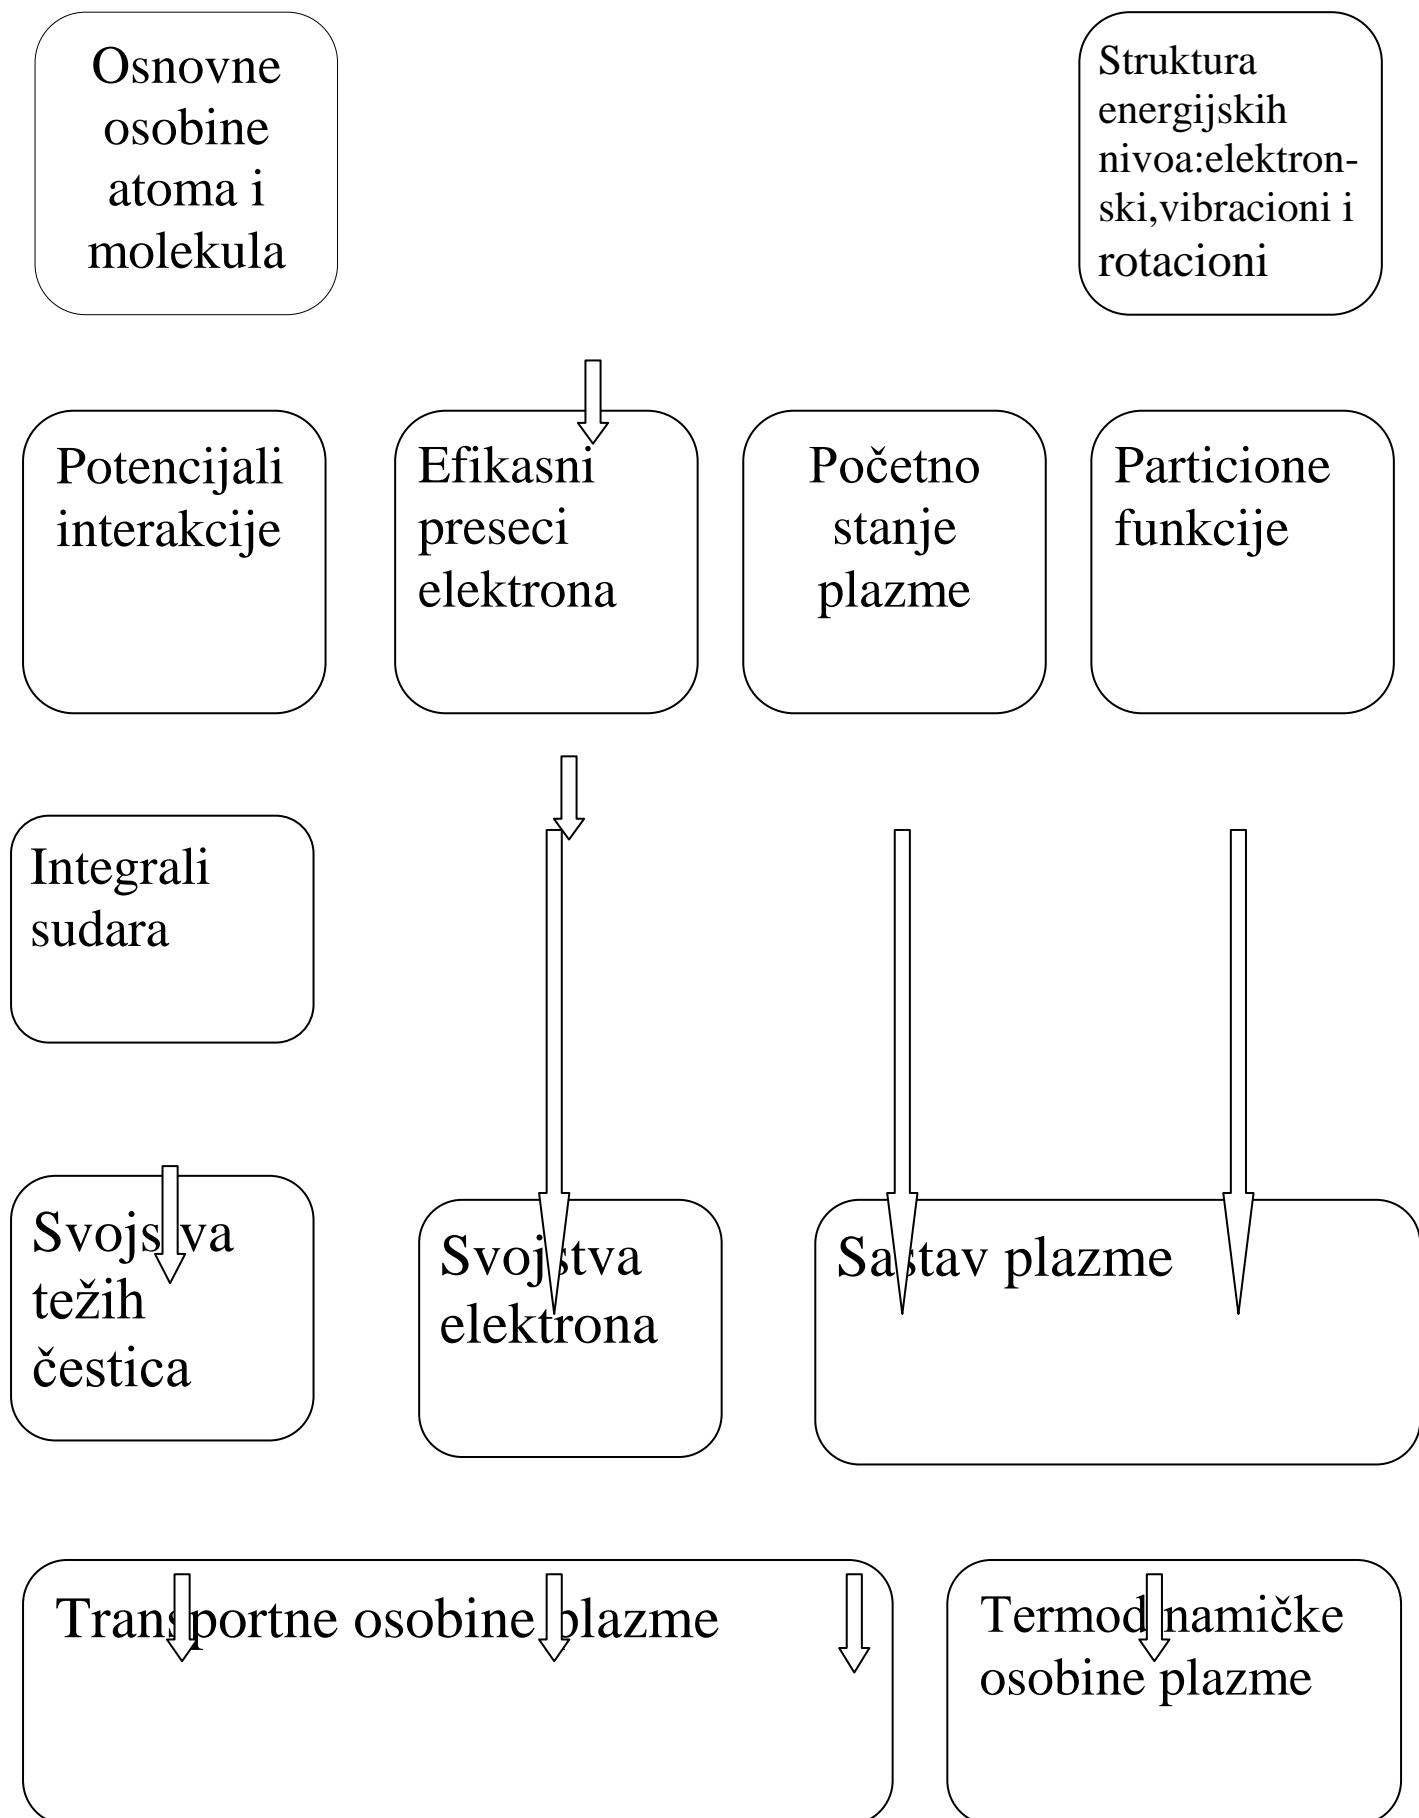 Osnovne
osobine
atoma i
molekula
Struktura
energijskih
nivoa:elektron-
ski,vibracioni i
rotacioni
Potencijali
interakcije
Efikasni
preseci
elektrona
Početno
stanje
plazme
Particione
funkcije
Integrali
sudara
Svojstva
težih
čestica
Svojstva
elektrona
Sastav plazme
Transportne osobine plazme
Termodinamičke
osobine plazme